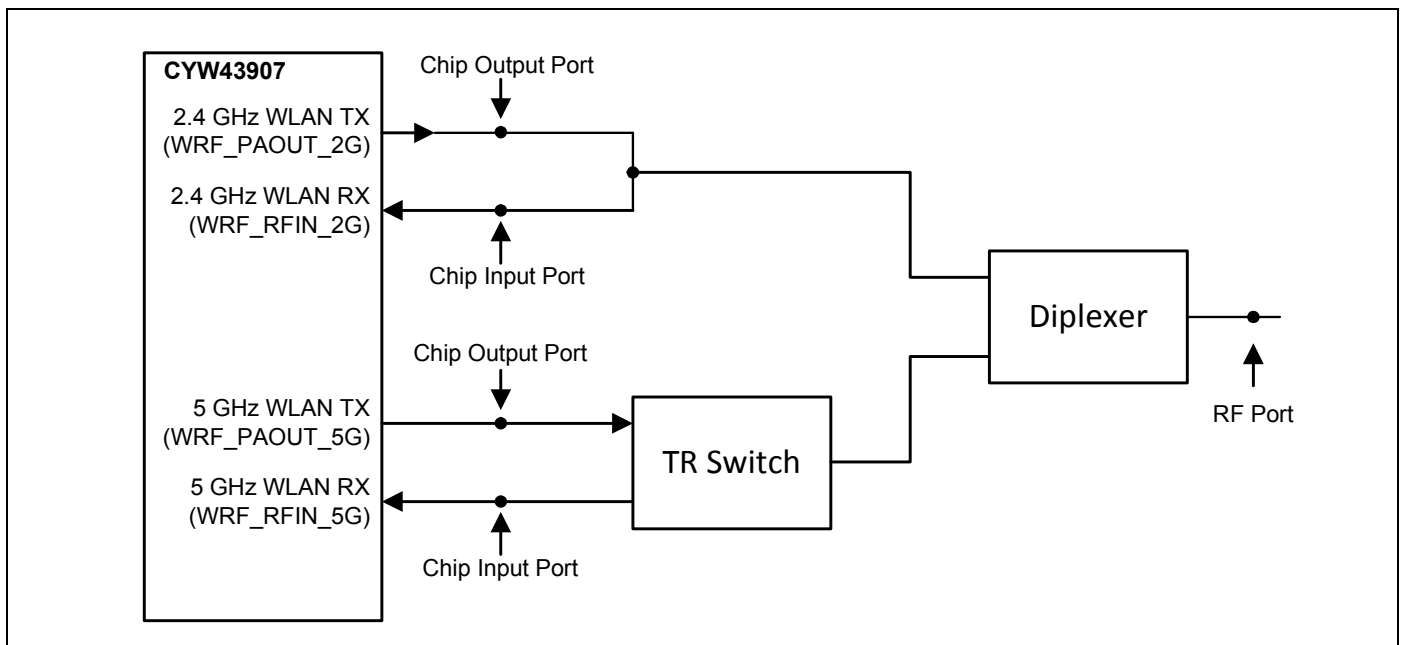 CYW43907
Chip Output Port
2.4 GHz WLAN TX
(WRF_PAOUT_2G)
2.4 GHz WLAN RX
(WRF_RFIN_2G)
Chip Input Port
Diplexer
RF Port
Chip Output Port
5 GHz WLAN TX
(WRF_PAOUT_5G)
TR Switch
5 GHz WLAN RX
(WRF_RFIN_5G)
Chip Input Port